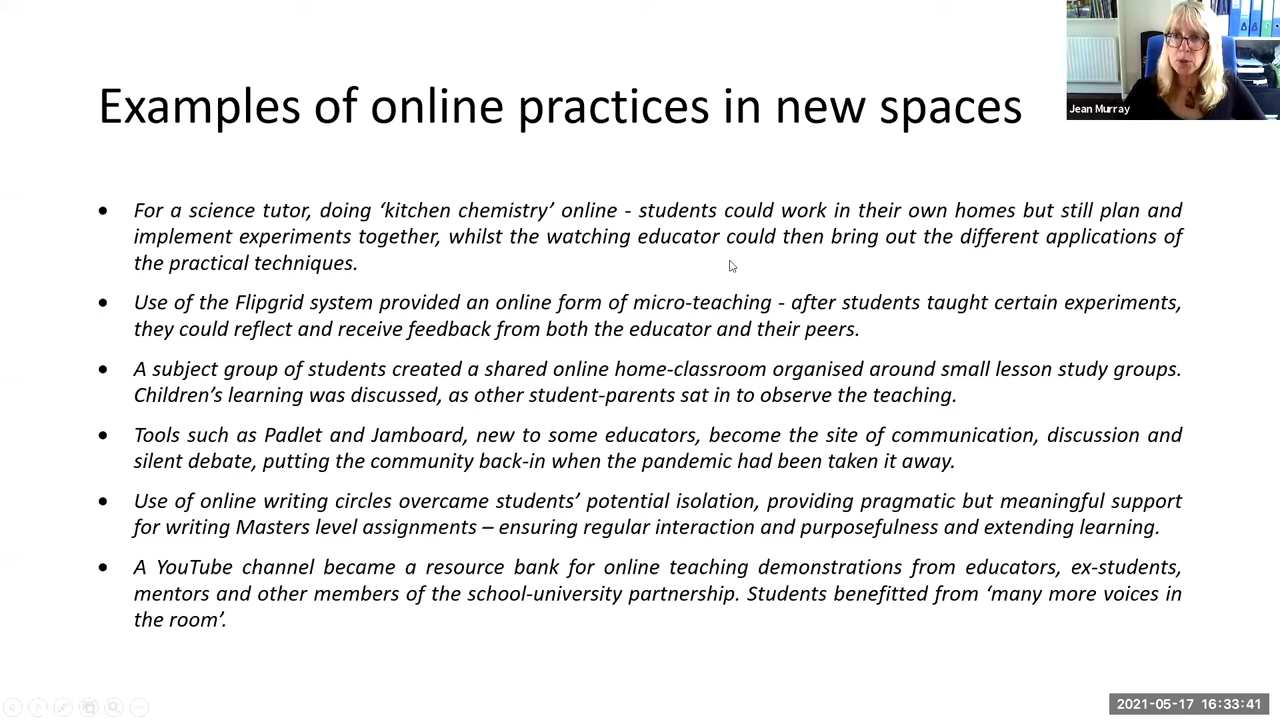 Examples of online practices in new spaces
Jean Murray
• For a science tutor, doing ‘kitchen chemistry’ online - students could work in their own homes but still plan and
implement experiments together, whilst the watching educator could then bring out the different applications of
the practical techniques.
• Use of the Flipgrid system provided an online form of micro-teaching - after students taught certain experiments,
they could reflect and receive feedback from both the educator and their peers.
• A subject group of students created a shared online home-classroom organised around small lesson study groups.
Children’s learning was discussed, as other student-parents sat in to observe the teaching.
• Tools such as Padlet and Jamboard, new to some educators, become the site of communication, discussion and
silent debate, putting the community back-in when the pandemic had been taken it away.
• Use of online writing circles overcame students’ potential isolation, providing pragmatic but meaningful support
for writing Masters level assignments – ensuring regular interaction and purposefulness and extending learning.
• A YouTube channel became a resource bank for online teaching demonstrations from educators, ex-students,
mentors and other members of the school-university partnership. Students benefitted from ‘many more voices in
the room’.
2021-05-17 16:33:41